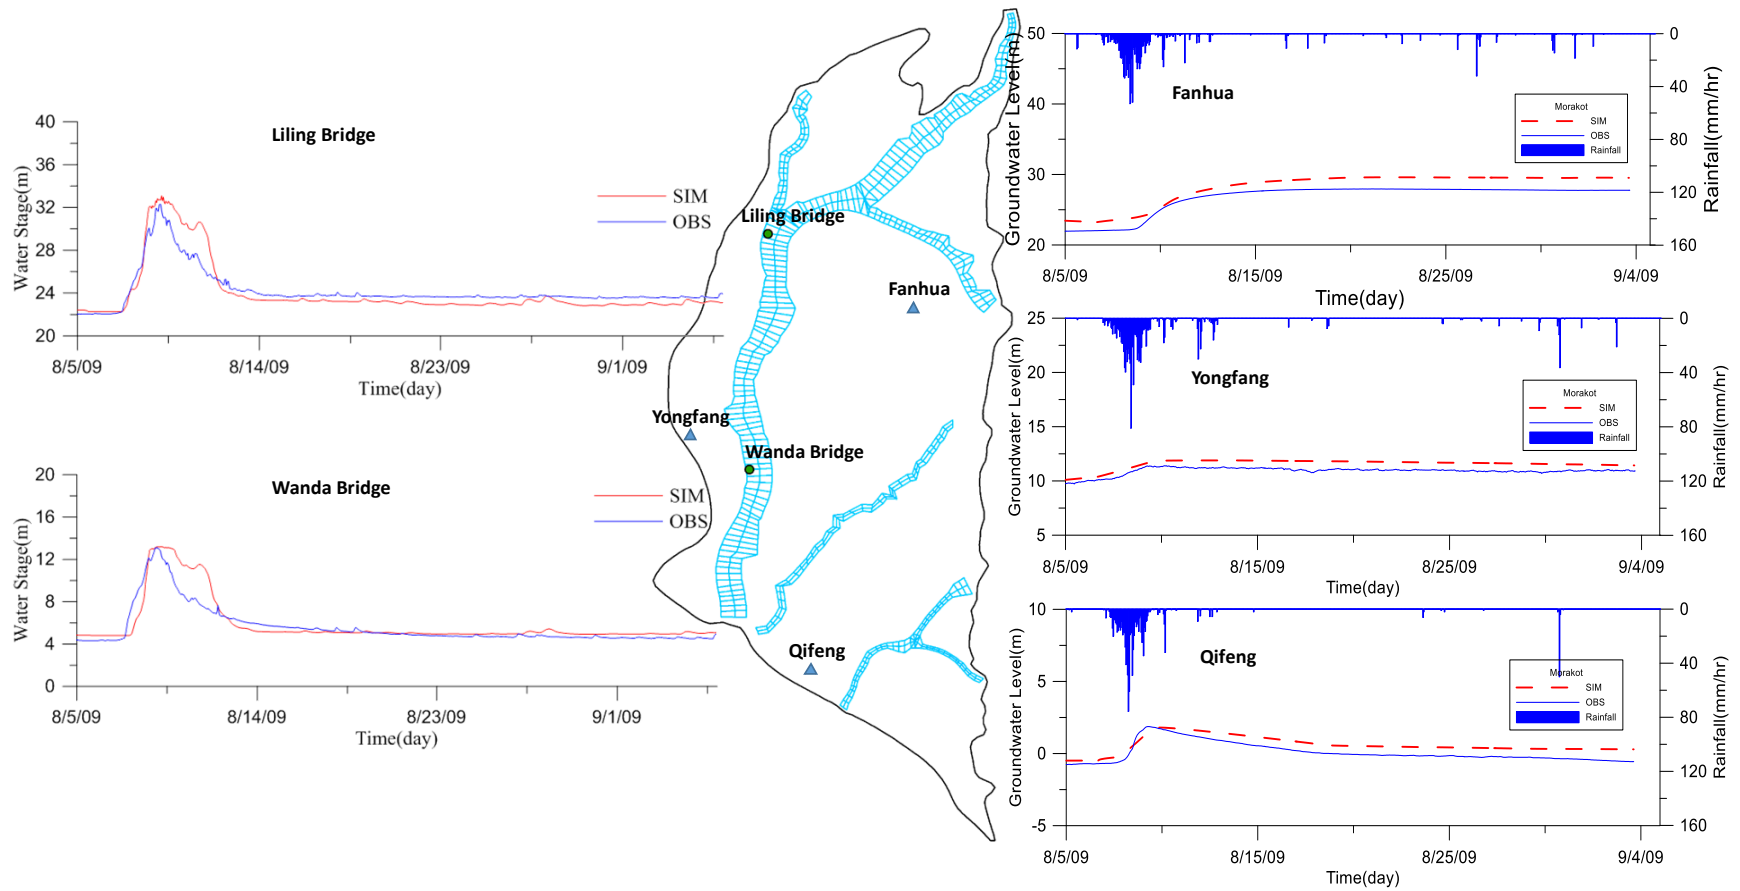 Liling Bridge
40
36
32
28
24
20
Water Stage(m)
SIM
OBS
8/5/09
8/14/09
8/23/09
9/1/09
Time(day)
Wanda Bridge
20
16
12
8
4
0
Water Stage(m)
SIM
OBS
8/5/09
8/14/09
8/23/09
9/1/09
Time(day)
Liling Bridge
Fanhua
Yongfang
Wanda Bridge
Qifeng
50
40
30
20
Groundwater Level(m)
Fanhua
Morakot
SIM
OBS
Rainfall
0
40
80
120
160
Rainfall(mm/hr)
8/5/09
8/15/09
8/25/09
9/4/09
Time(day)
25
20
15
10
5
Groundwater Level(m)
Yongfang
Morakot
SIM
OBS
Rainfall
0
40
80
120
160
Rainfall(mm/hr)
8/5/09
8/15/09
8/25/09
9/4/09
Time(day)
10
5
0
-5
Groundwater Level(m)
Qifeng
Morakot
SIM
OBS
Rainfall
0
40
80
120
160
Rainfall(mm/hr)
8/5/09
8/15/09
8/25/09
9/4/09
Time(day)